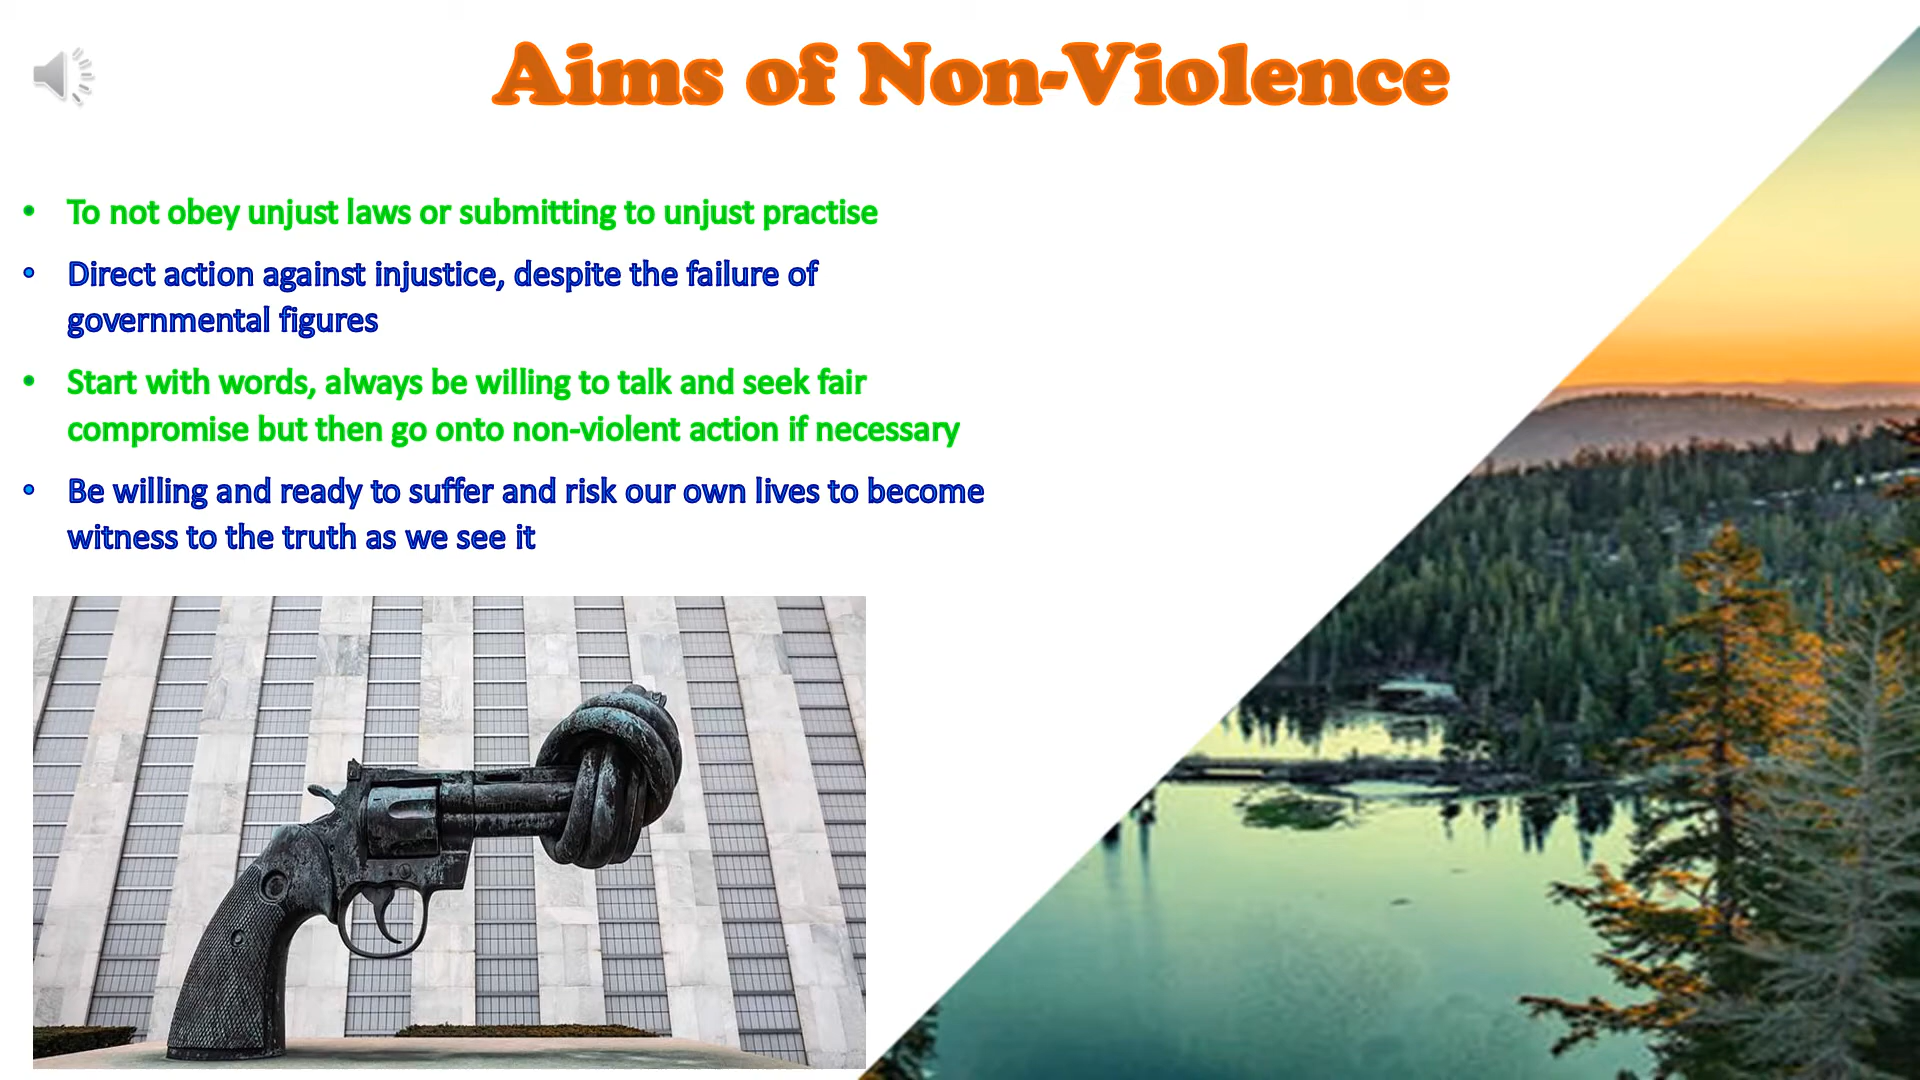 Aims of Non-Violence
• To not obey unjust laws or submitting to unjust practise
• Direct action against injustice, despite the failure of
governmental figures
• Start with words, always be willing to talk and seek fair
compromise but then go onto non-violent action if necessary
• Be willing and ready to suffer and risk our own lives to become
witness to the truth as we see it